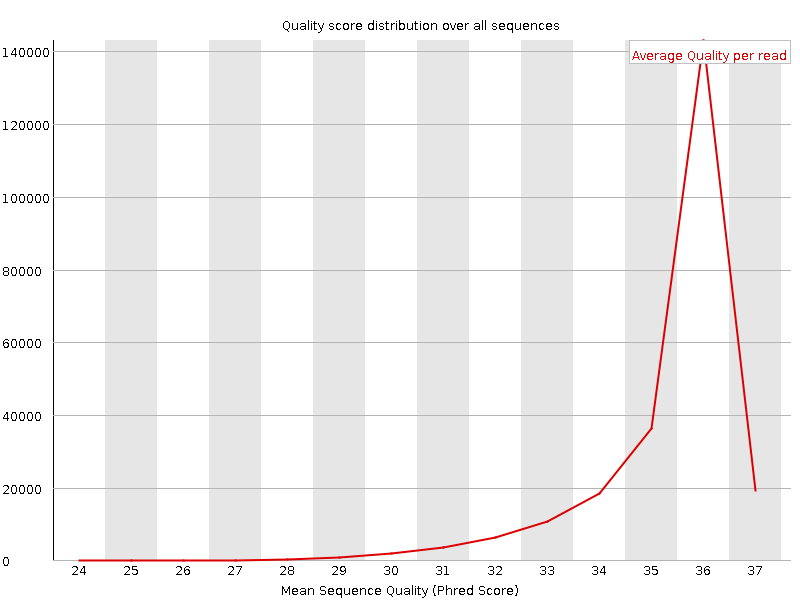 Quality score distribution over all sequences
Average Quality per read
140000
120000
100000
80000
60000
40000
20000
0
24 25 26 27 28 29 30 31 32 33 34 35 36 37
Mean Sequence Quality (Phred Score)